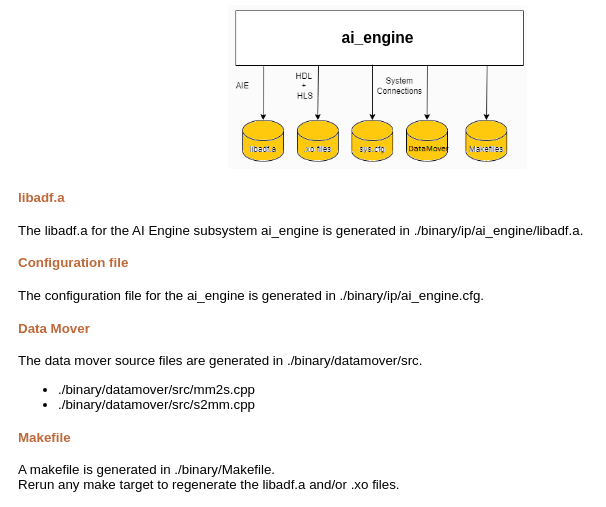 ai_engine
AIE
HDL
+
HLS
System
Connections
libadf.a
.xo files
sys.cfg
DataMover
Makefiles
libadf.a
The libadf.a for the AI Engine subsystem ai_engine is generated in ./binary/ip/ai_engine/libadf.a.
Configuration file
The configuration file for the ai_engine is generated in ./binary/ip/ai_engine.cfg.
Data Mover
The data mover source files are generated in ./binary/datamover/src.
• ./binary/datamover/src/mm2s.cpp
• ./binary/datamover/src/s2mm.cpp
Makefile
A makefile is generated in ./binary/Makefile.
Rerun any make target to regenerate the libadf.a and/or .xo files.